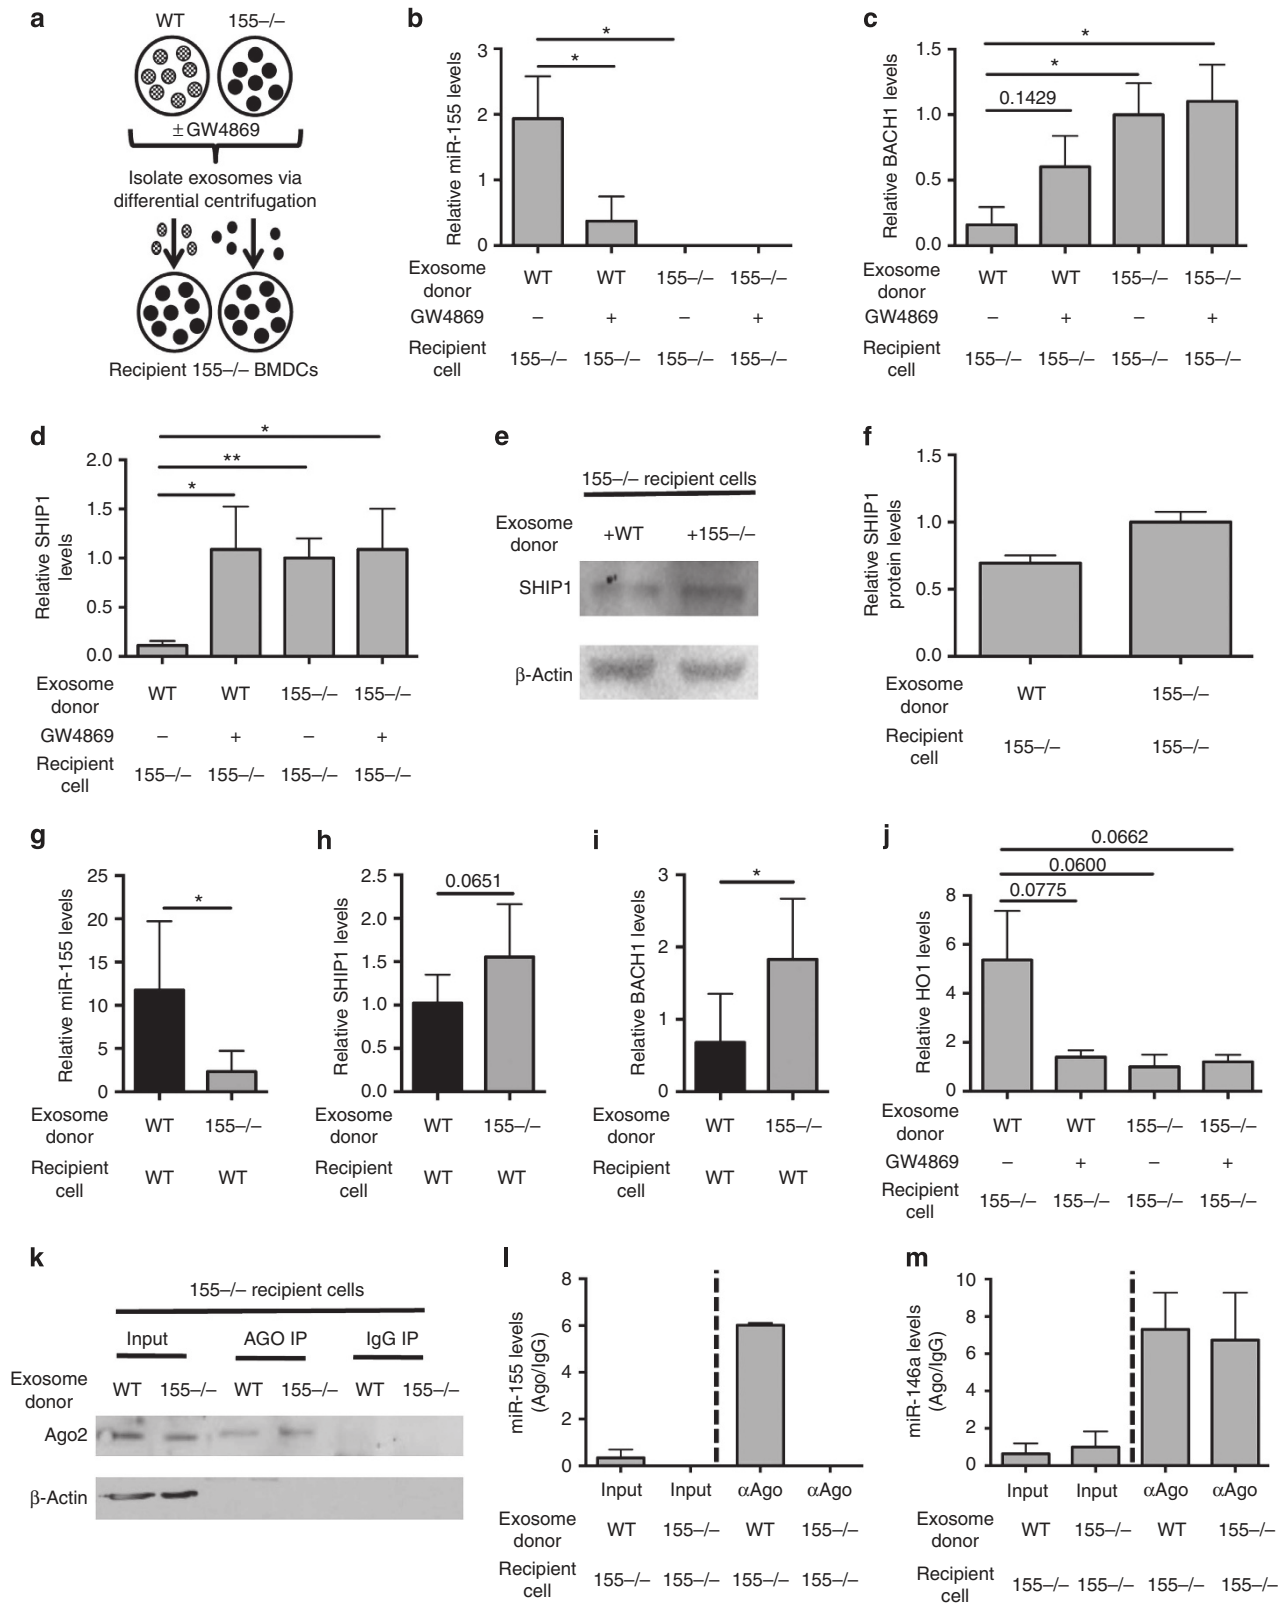 a
WT 155–/–
± GW4869
Isolate exosomes via
differential centrifugation
Recipient 155–/– BMDCs
b
Relative miR-155 levels
3
2
1
0
*
*
Exosome donor WT WT 155–/– 155–/–
GW4869 – + – +
Recipient cell 155–/– 155–/– 155–/– 155–/–
c
Relative BACH1 levels
1.5
1.0
0.5
0.0
*
*
0.1429
Exosome donor WT WT 155–/– 155–/–
GW4869 – + – +
Recipient cell 155–/– 155–/– 155–/– 155–/–
d
Relative SHIP1
levels
2.0
1.5
1.0
0.5
0.0
*
**
*
Exosome donor WT WT 155–/– 155–/–
GW4869 – + – +
Recipient cell 155–/– 155–/– 155–/– 155–/–
e
155–/– recipient cells
Exosome donor +WT +155–/–
SHIP1
β-Actin
f
Relative SHIP1
protein levels
1.5
1.0
0.5
0.0
Exosome donor WT 155–/–
Recipient cell 155–/– 155–/–
g
Relative miR-155 levels
25
20
15
10
5
0
*
Exosome donor WT 155–/–
Recipient cell WT WT
h
Relative SHIP1 levels
2.5
2.0
1.5
1.0
0.5
0.0
0.0651
Exosome donor WT 155–/–
Recipient cell WT WT
i
Relative BACH1 levels
3
2
1
0
*
Exosome donor WT 155–/–
Recipient cell WT WT
j
Relative HO1 levels
8
6
4
2
0
0.0662
0.0600
0.0775
Exosome donor WT WT 155–/– 155–/–
GW4869 – + – +
Recipient cell 155–/– 155–/– 155–/– 155–/–
k
155–/– recipient cells
Input AGO IP IgG IP
Exosome donor WT 155–/– WT 155–/– WT 155–/–
Ago2
β-Actin
l
miR-155 levels
(Ago/IgG)
8
6
4
2
0
Input Input αAgo αAgo
Exosome donor WT 155–/– WT 155–/–
Recipient cell 155–/– 155–/– 155–/– 155–/–
m
miR-146a levels
(Ago/IgG)
10
8
6
4
2
0
Input Input αAgo αAgo
Exosome donor WT 155–/– WT 155–/–
Recipient cell 155–/– 155–/– 155–/– 155–/–